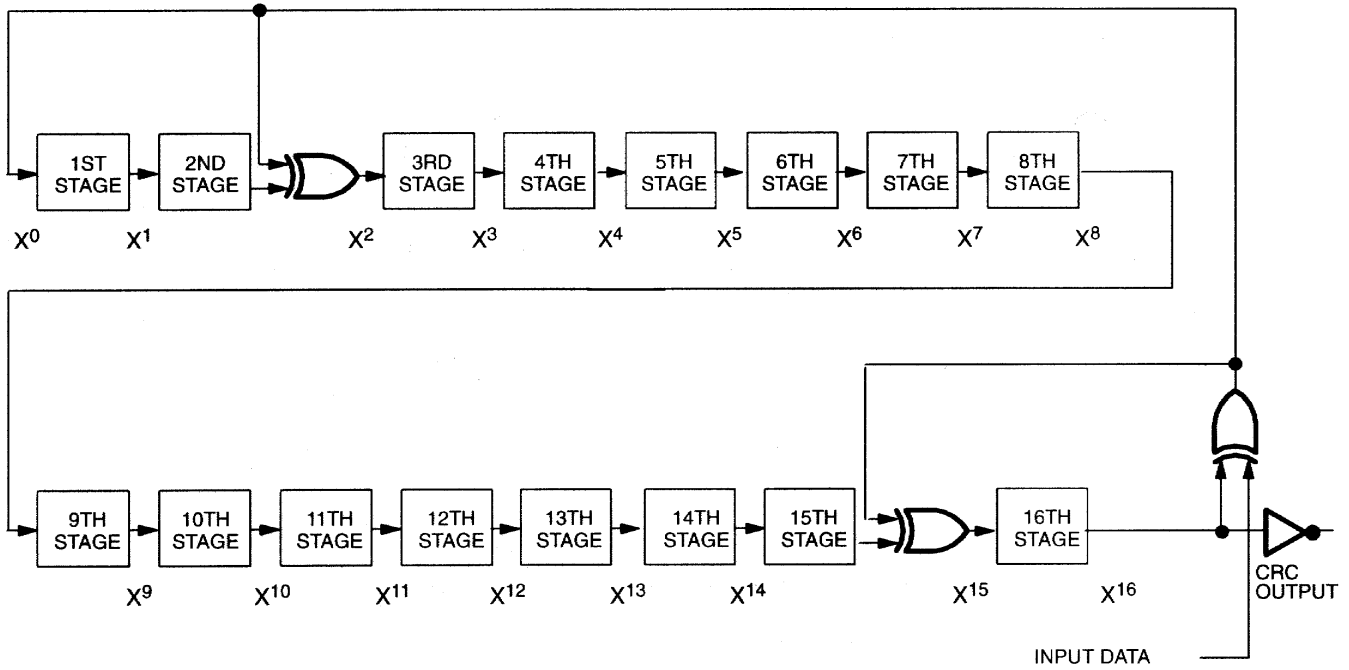 1ST STAGE
2ND STAGE
3RD STAGE
4TH STAGE
5TH STAGE
6TH STAGE
7TH STAGE
8TH STAGE
X⁰ X¹ X² X³ X⁴ X⁵ X⁶ X⁷ X⁸
9TH STAGE
10TH STAGE
11TH STAGE
12TH STAGE
13TH STAGE
14TH STAGE
15TH STAGE
16TH STAGE
X⁹ X¹⁰ X¹¹ X¹² X¹³ X¹⁴ X¹⁵ X¹⁶
CRC
OUTPUT
INPUT DATA